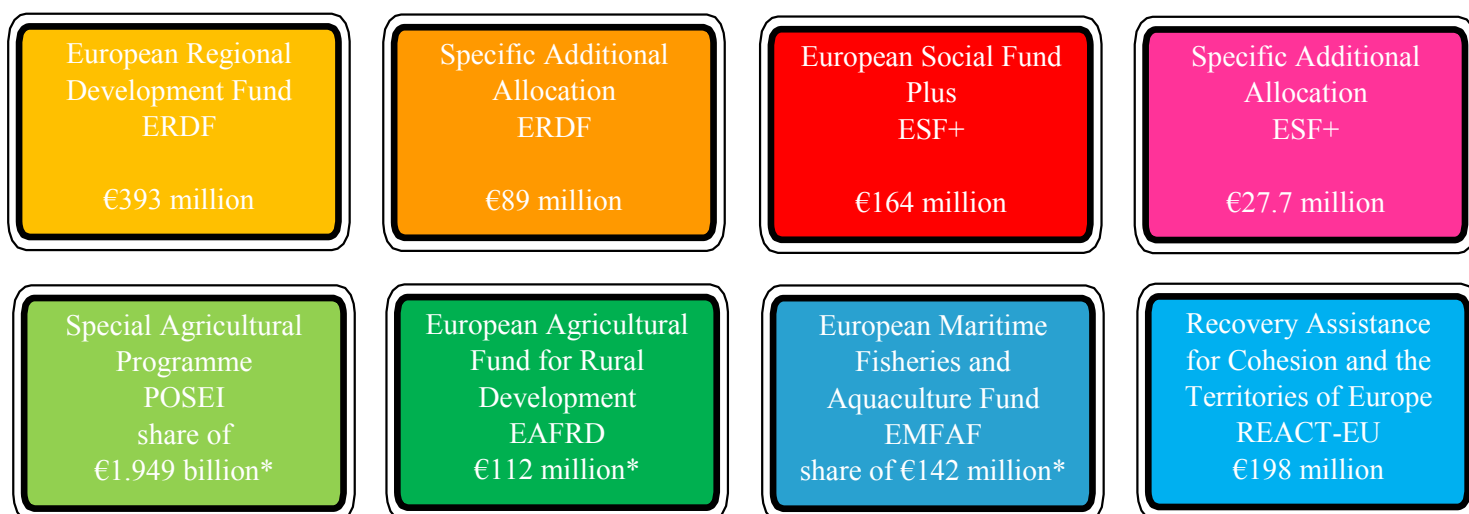 European Regional
Development Fund
ERDF
€393 million
Specific Additional
Allocation
ERDF
€89 million
European Social Fund
Plus
ESF+
€164 million
Specific Additional
Allocation
ESF+
€27.7 million
Special Agricultural
Programme
POSEI
share of
€1.949 billion*
European Agricultural
Fund for Rural
Development
EAFRD
€112 million*
European Maritime
Fisheries and
Aquaculture Fund
EMFAF
share of €142 million*
Recovery Assistance
for Cohesion and the
Territories of Europe
REACT-EU
€198 million